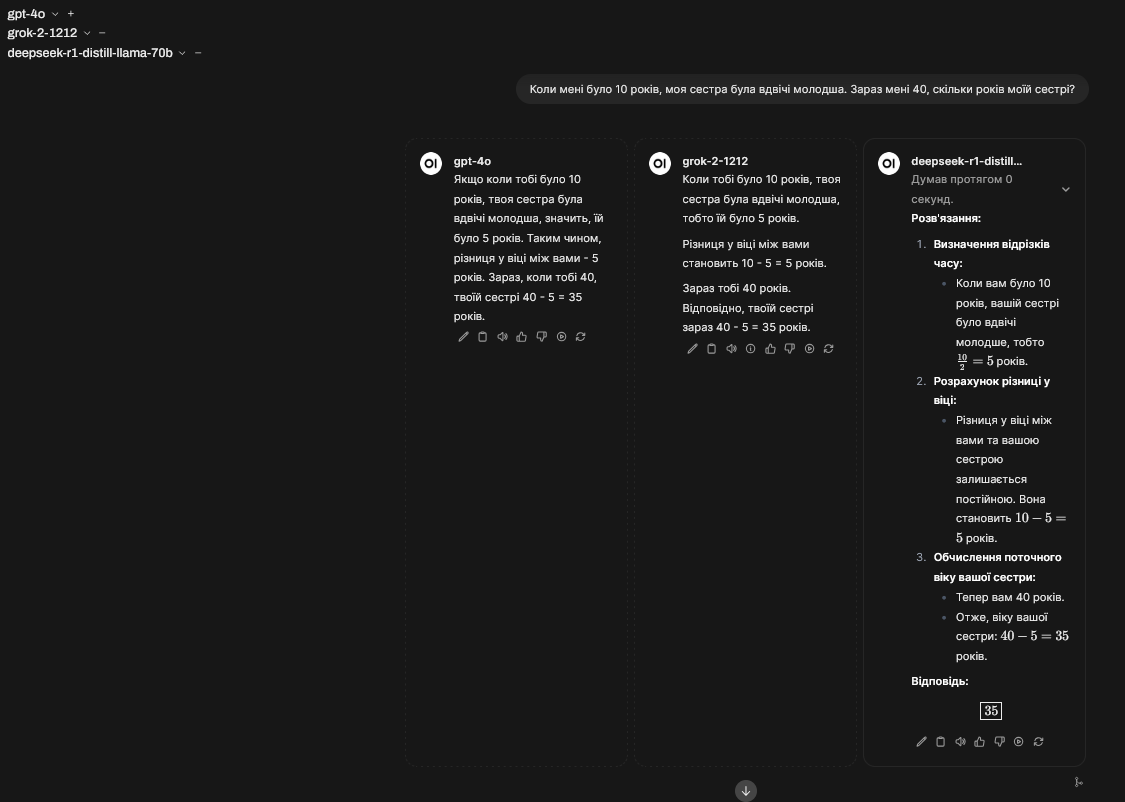 gpt-4o
grok-2-1212
deepseek-r1-distill-llama-70b
Коли мені було 10 років, моя сестра була вдвічі молодша. Зараз мені 40, скільки років моїй сестрі?
OI
gpt-4o
Якщо коли тобі було 10
років, твоя сестра була
вдвічі молодша, значить, їй
було 5 років. Таким чином,
різниця у віці між вами - 5
років. Зараз, коли тобі 40,
твоїй сестрі 40 - 5 = 35
років.
OI
grok-2-1212
Коли тобі було 10 років, твоя
сестра була вдвічі молодша,
тобто їй було 5 років.
Різниця у віці між вами
становить 10 - 5 = 5 років.
Зараз тобі 40 років.
Відповідно, твоїй сестрі
зараз 40 - 5 = 35 років.
OI
deepseek-r1-distill...
Думав протягом 0
секунд.
Розв'язання:
1. Визначення відрізків
часу:
• Коли вам було 10
років, вашій сестрі
було вдвічі
молодше, тобто
10/2 = 5 років.
2. Розрахунок різниці у
віці:
• Різниця у віці між
вами та вашою
сестрою
залишається
постійною. Вона
становить 10 − 5 =
5 років.
3. Обчислення поточного
віку вашої сестри:
• Тепер вам 40 років.
• Отже, віку вашої
сестри: 40 − 5 = 35
років.
Відповідь:
35